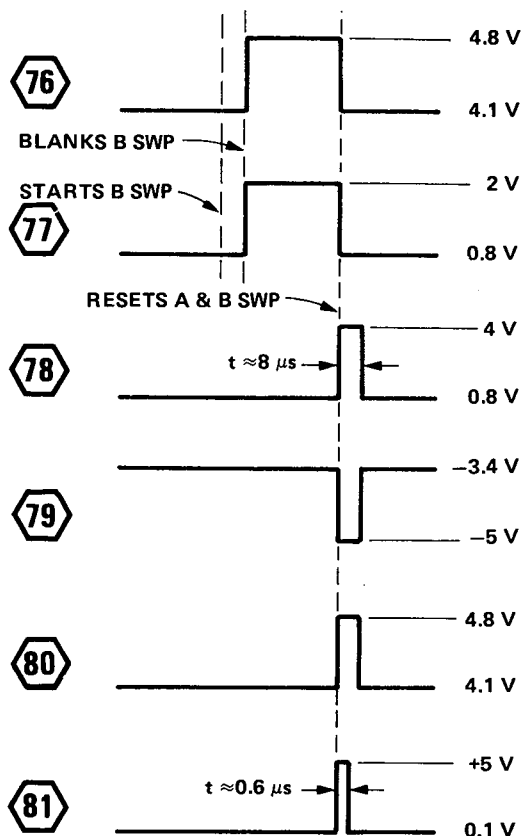 4.8 V
76
4.1 V
BLANKS B SWP
STARTS B SWP
2 V
77
0.8 V
RESETS A & B SWP
4 V
78
t ≈8 μs
0.8 V
−3.4 V
79
−5 V
4.8 V
80
4.1 V
+5 V
t ≈0.6 μs
81
0.1 V